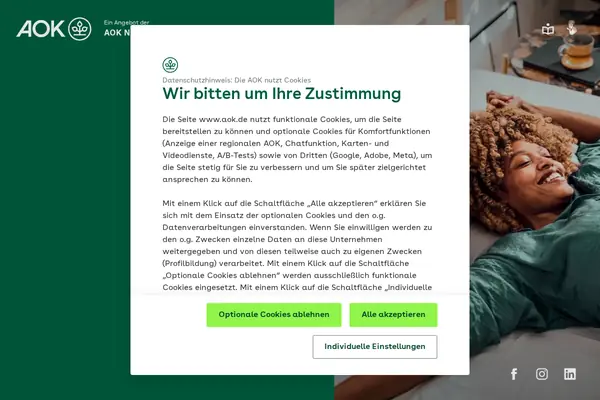 AOK
Ein Angebot der
AOK N
Datenschutzhinweis: Die AOK nutzt Cookies
Wir bitten um Ihre Zustimmung
Die Seite www.aok.de nutzt funktionale Cookies, um die Seite
bereitstellen zu können und optionale Cookies für Komfortfunktionen
(Anzeige einer regionalen AOK, Chatfunktion, Karten- und
Videodienste, A/B-Tests) sowie von Dritten (Google, Adobe, Meta), um
die Seite stetig für Sie zu verbessern und um Sie später zielgerichtet
ansprechen zu können.
Mit einem Klick auf die Schaltfläche „Alle akzeptieren“ erklären Sie
sich mit dem Einsatz der optionalen Cookies und den o.g.
Datenverarbeitungen einverstanden. Wenn Sie einwilligen werden zu
den o.g. Zwecken einzelne Daten an diese Unternehmen
weitergegeben und von diesen teilweise auch zu eigenen Zwecken
(Profilbildung) verarbeitet. Mit einem Klick auf die Schaltfläche
„Optionale Cookies ablehnen“ werden ausschließlich funktionale
Cookies eingesetzt. Mit einem Klick auf die Schaltfläche „Individuelle
Optionale Cookies ablehnen
Alle akzeptieren
Individuelle Einstellungen